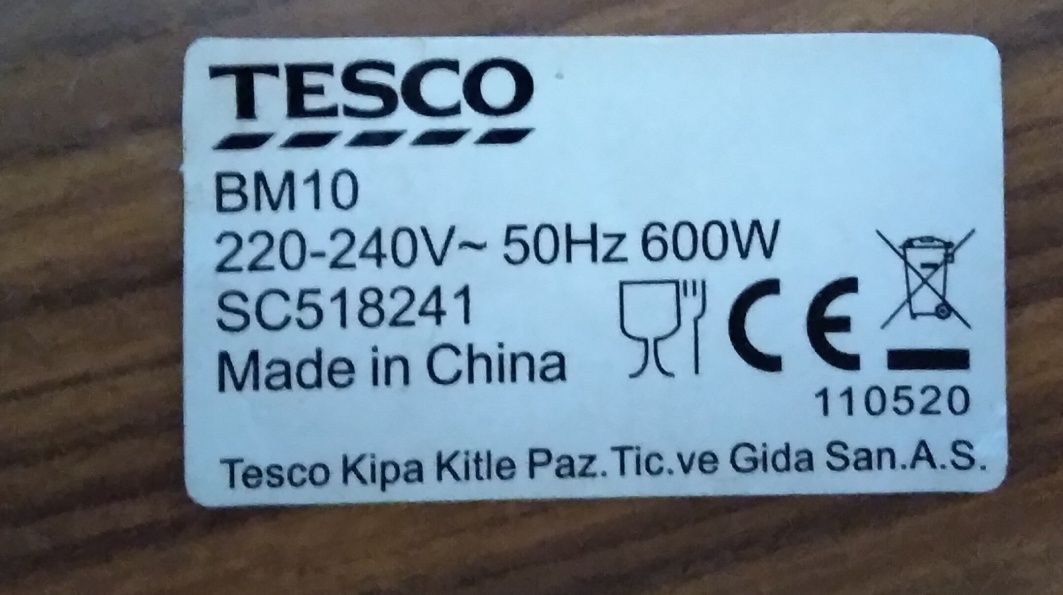 TESCO
BM10
220-240V~ 50Hz 600W
SC518241
Made in China
CE
110520
Tesco Kipa Kitle Paz.Tic.ve Gida San.A.S.